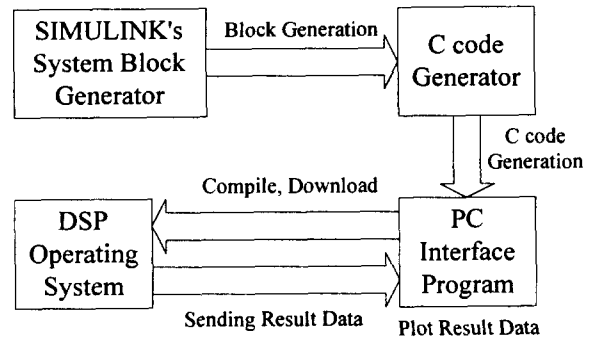 SIMULINK's
System Block
Generator
Block Generation
C code
Generator
C code
Generation
Compile, Download
DSP
Operating
System
PC
Interface
Program
Sending Result Data
Plot Result Data